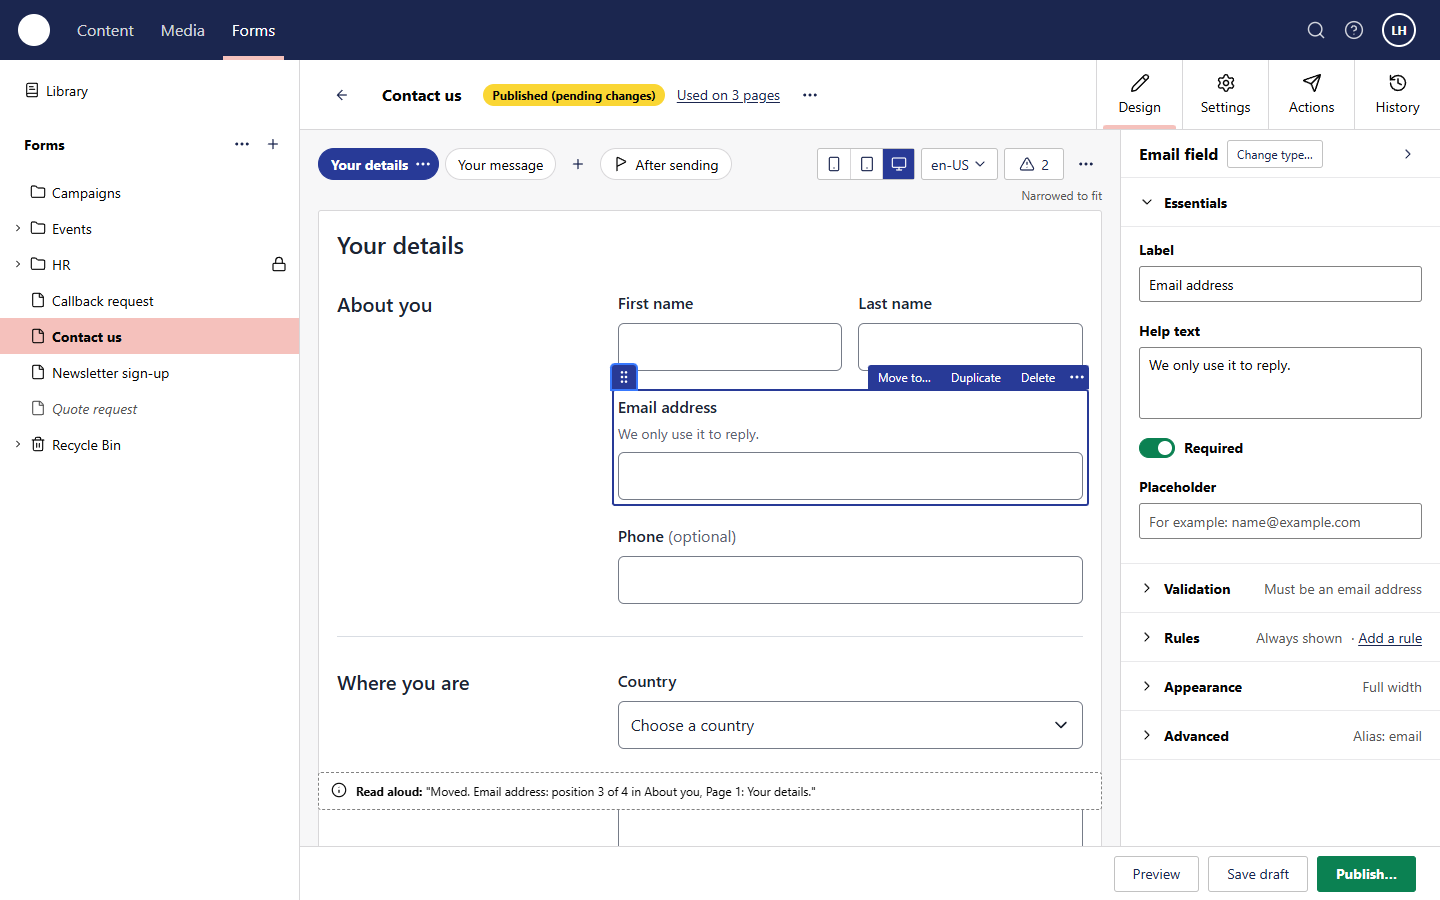 Content
Media
Forms
LH
Library
Contact us
Published (pending changes)
Used on 3 pages
Design
Settings
Actions
History
Forms
Campaigns
Events
HR
Callback request
Contact us
Newsletter sign-up
Quote request
Recycle Bin
Your details
Your message
After sending
en-US
2
Narrowed to fit
Your details
About you
First name
Last name
Move to...
Duplicate
Delete
Email address
We only use it to reply.
Phone (optional)
Where you are
Country
Choose a country
Read aloud: "Moved. Email address: position 3 of 4 in About you, Page 1: Your details."
Email field
Change type...
Essentials
Label
Email address
Help text
We only use it to reply.
Required
Placeholder
For example: name@example.com
Validation
Must be an email address
Rules
Always shown · Add a rule
Appearance
Full width
Advanced
Alias: email
Preview
Save draft
Publish...